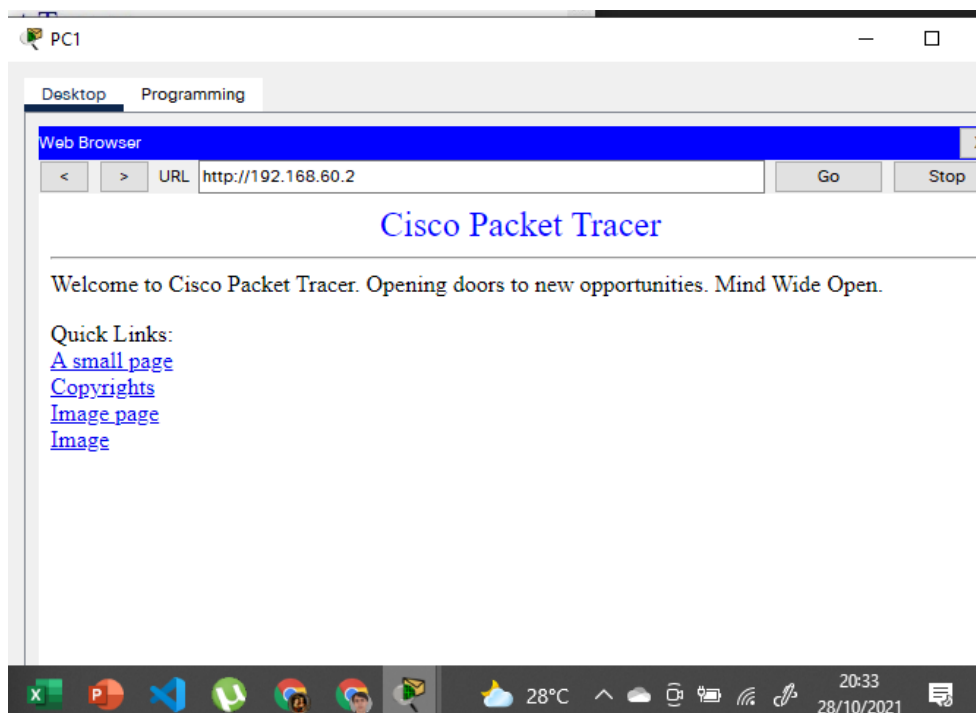 PC1
Desktop Programming
Web Browser
< > URL http://192.168.60.2 Go Stop
Cisco Packet Tracer
Welcome to Cisco Packet Tracer. Opening doors to new opportunities. Mind Wide Open.
Quick Links:
A small page
Copyrights
Image page
Image
28°C
20:33
28/10/2021